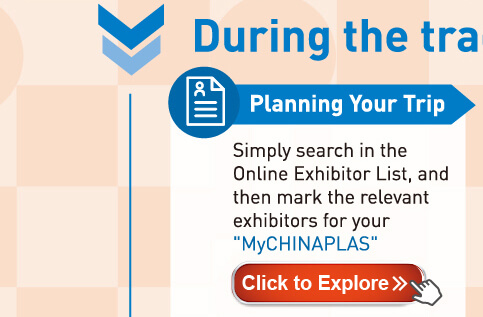 During the
Planning Your Trip
Simply search in the
Online Exhibitor List, and
then mark the relevant
exhibitors for your
"MyCHINAPLAS"
Click to Explore»